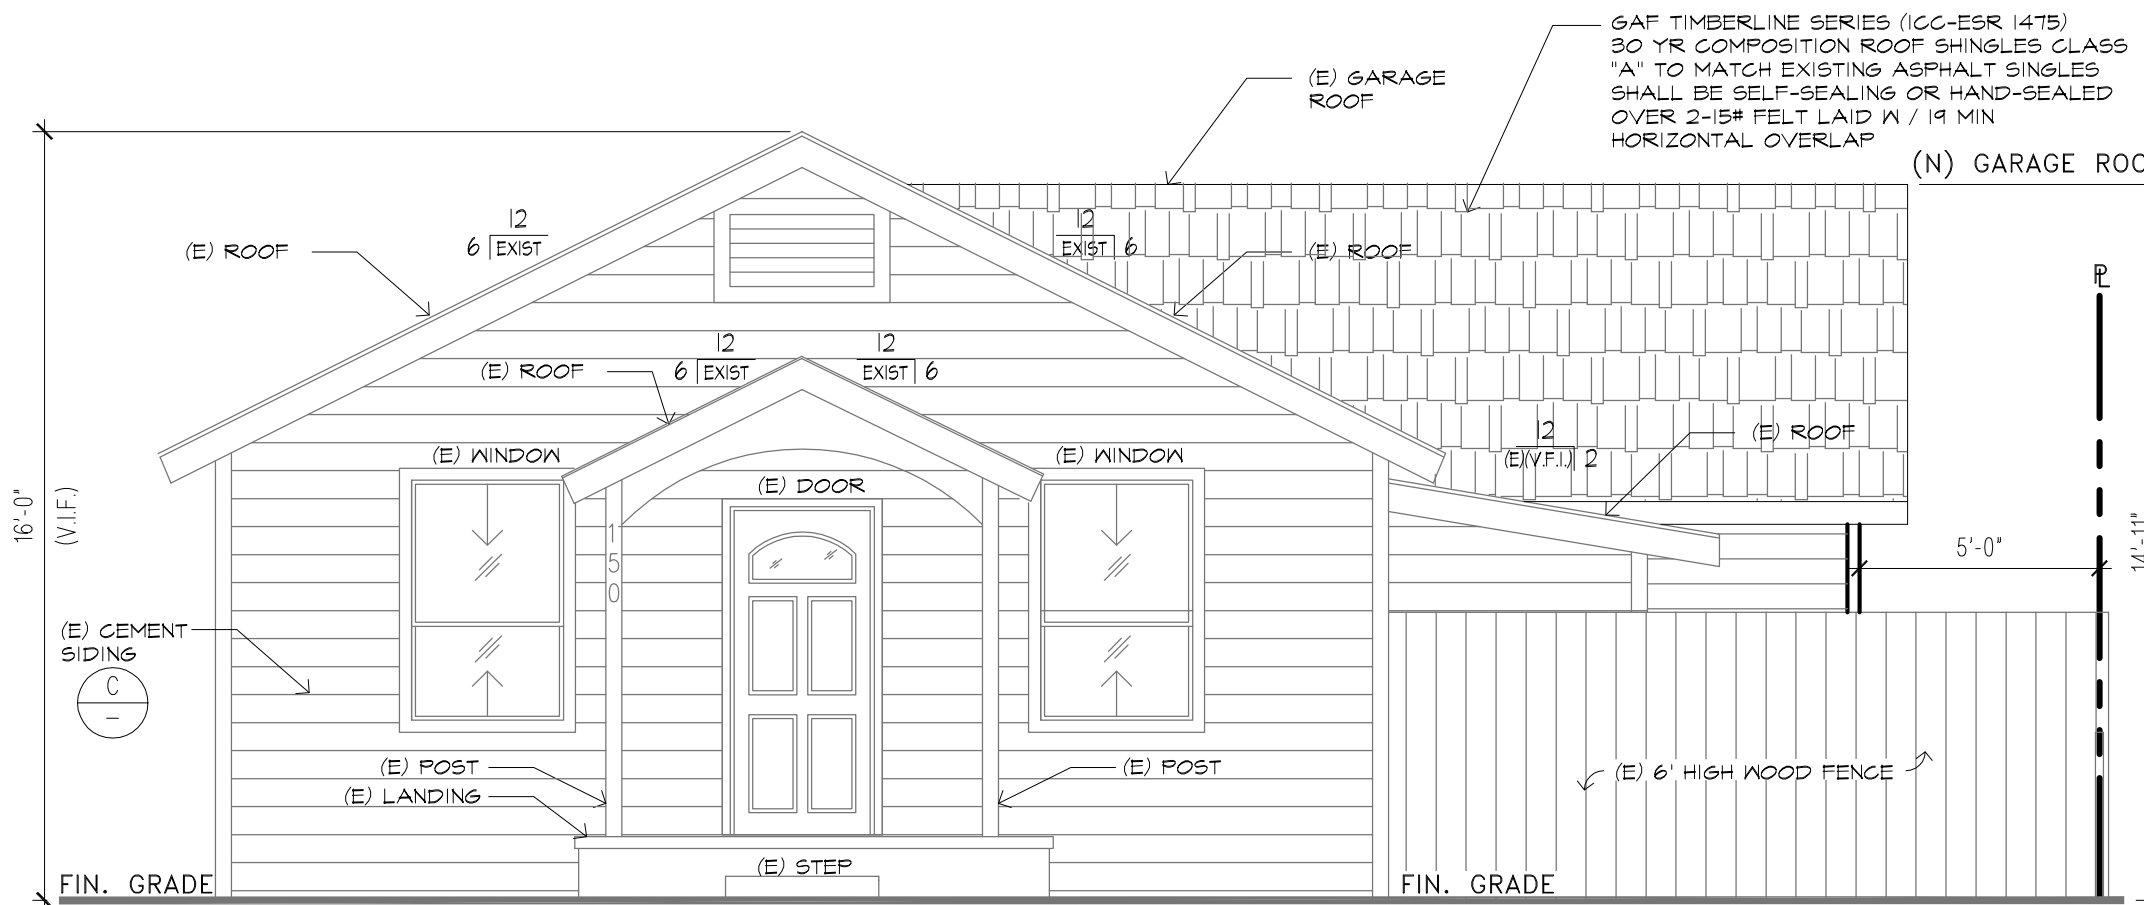 GAF TIMBERLINE SERIES (ICC-ESR 1475)
30 YR COMPOSITION ROOF SHINGLES CLASS
"A" TO MATCH EXISTING ASPHALT SINGLES
SHALL BE SELF-SEALING OR HAND-SEALED
OVER 2-15# FELT LAID W / 19 MIN
HORIZONTAL OVERLAP
(E) GARAGE
ROOF
(N) GARAGE ROO
12
6 EXIST
12
EXIST 6
(E) ROOF
(E) ROOF
PL
12
6 EXIST
12
EXIST 6
(E) ROOF
12
(E)(V.F.I.) 2
(E) ROOF
(E) WINDOW
(E) WINDOW
(E) DOOR
16'-0"
(V.I.F.)
150
5'-0"
14'-11"
(E) CEMENT
SIDING
C
–
(E) POST
(E) POST
(E) LANDING
(E) 6' HIGH WOOD FENCE
(E) STEP
FIN. GRADE
FIN. GRADE